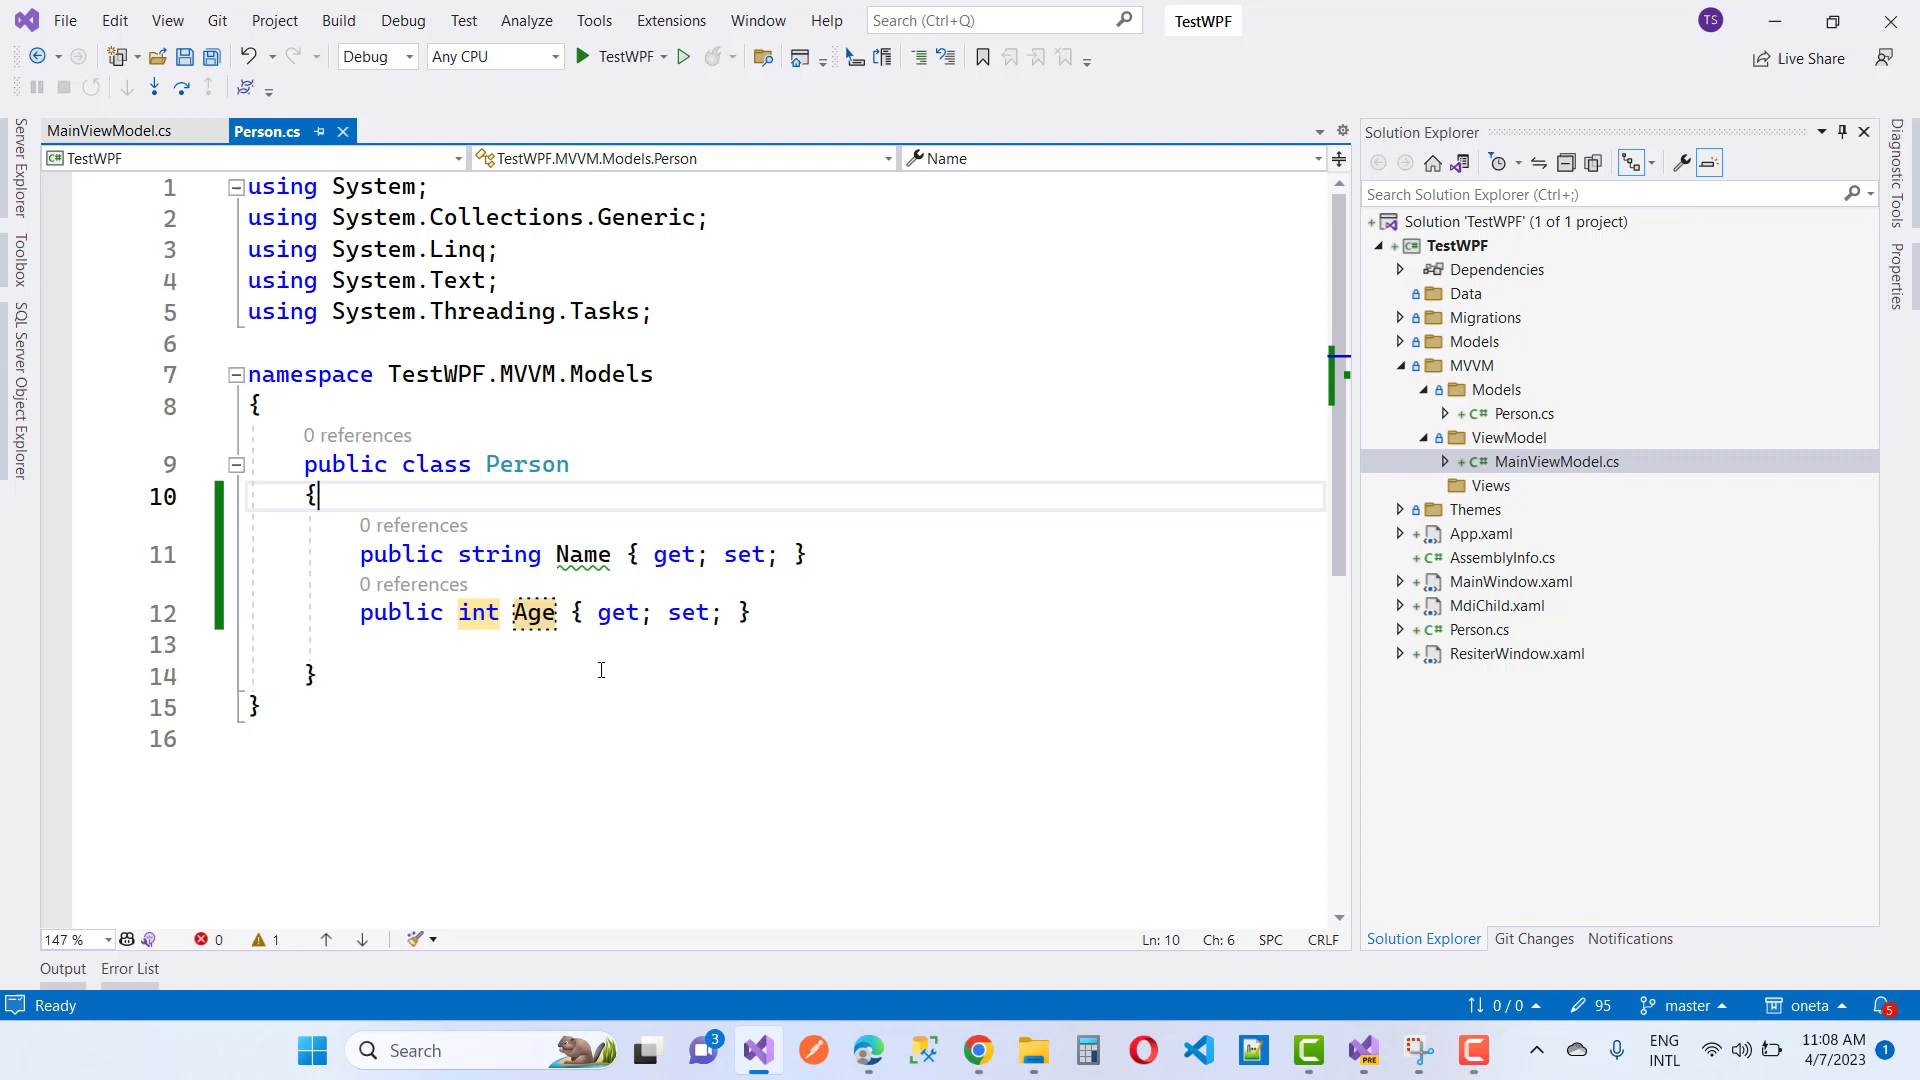 File Edit View Git Project Build Debug Test Analyze Tools Extensions Window Help Search (Ctrl+Q) TestWPF TS
Debug Any CPU TestWPF Live Share
MainViewModel.cs Person.cs
TestWPF TestWPF.MVVM.Models.Person Name
1 using System;
2 using System.Collections.Generic;
3 using System.Linq;
4 using System.Text;
5 using System.Threading.Tasks;
6
7 namespace TestWPF.MVVM.Models
8 {
0 references
9 public class Person
10 {
0 references
11 public string Name { get; set; }
0 references
12 public int Age { get; set; }
13
14 }
15 }
16
147 % 0 1 Ln: 10 Ch: 6 SPC CRLF
Server Explorer
Toolbox
SQL Server Object Explorer
Solution Explorer
Search Solution Explorer (Ctrl+;)
Solution 'TestWPF' (1 of 1 project)
TestWPF
Dependencies
Data
Migrations
Models
MVVM
Models
Person.cs
ViewModel
MainViewModel.cs
Views
Themes
App.xaml
AssemblyInfo.cs
MainWindow.xaml
MdiChild.xaml
Person.cs
ResiterWindow.xaml
Solution Explorer Git Changes Notifications
Diagnostic Tools
Properties
Output Error List
Ready 0 / 0 95 master oneta 5
Search 3 PRE ENG INTL 11:08 AM 4/7/2023 1